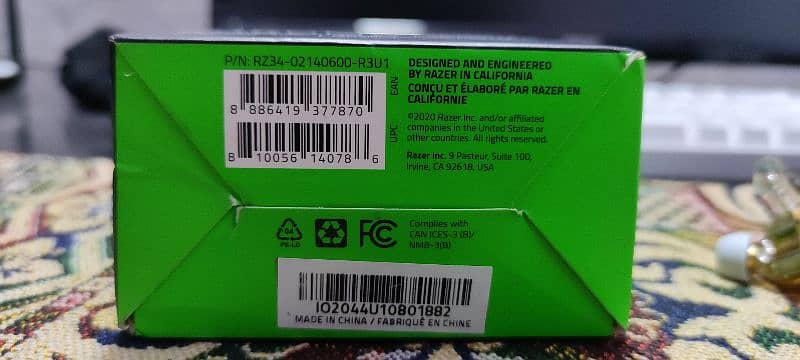 P/N: RZ34-02140600-R3U1
8 886419 377870
EAN
8 10056 14078 6
UPC
DESIGNED AND ENGINEERED
BY RAZER IN CALIFORNIA
CONÇU ET ÉLABORÉ PAR RAZER EN
CALIFORNIE
©2020 Razer Inc. and/or affiliated
companies in the United States or
other countries. All rights reserved.
Razer Inc. 9 Pasteur, Suite 100,
Irvine, CA 92618, USA
04
PE-LD
FC
Complies with
CAN ICES-3 (B)/
NMB-3(B)
IO2044U10801882
MADE IN CHINA / FABRIQUÉ EN CHINE